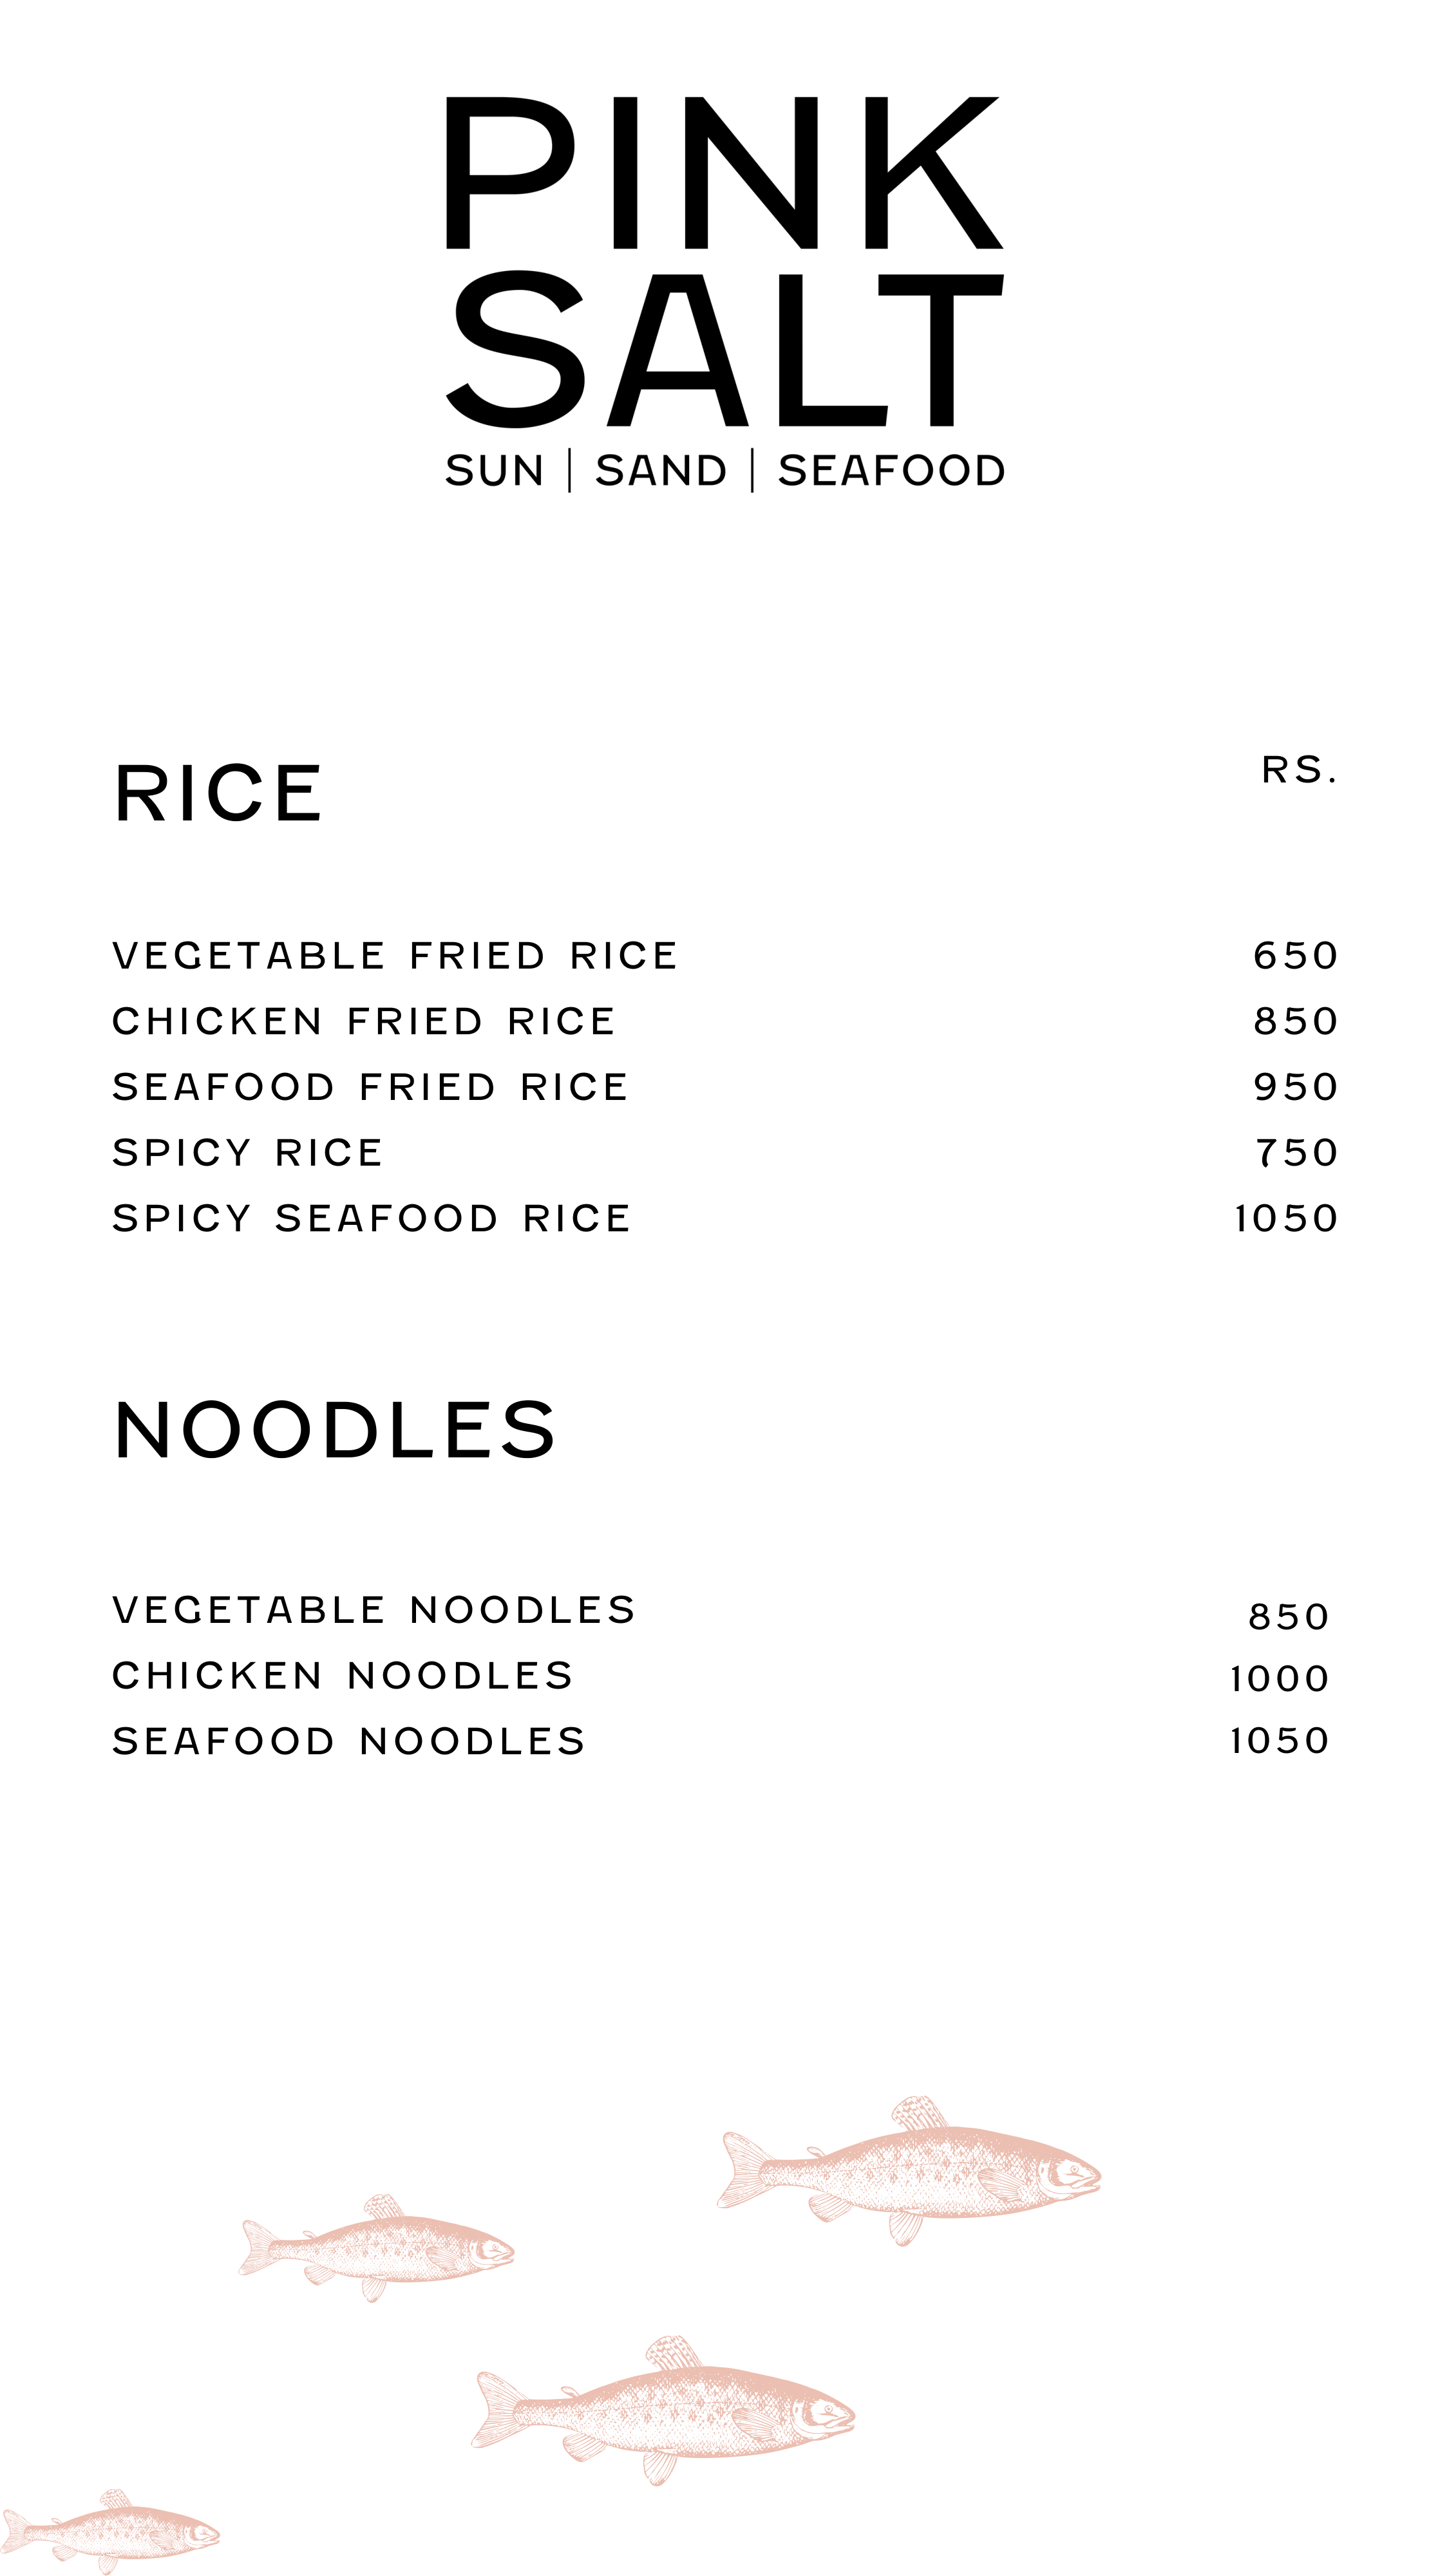 PINK
SALT
SUN | SAND | SEAFOOD
RICE RS.
VEGETABLE FRIED RICE 650
CHICKEN FRIED RICE 850
SEAFOOD FRIED RICE 950
SPICY RICE 750
SPICY SEAFOOD RICE 1050
NOODLES
VEGETABLE NOODLES 850
CHICKEN NOODLES 1000
SEAFOOD NOODLES 1050